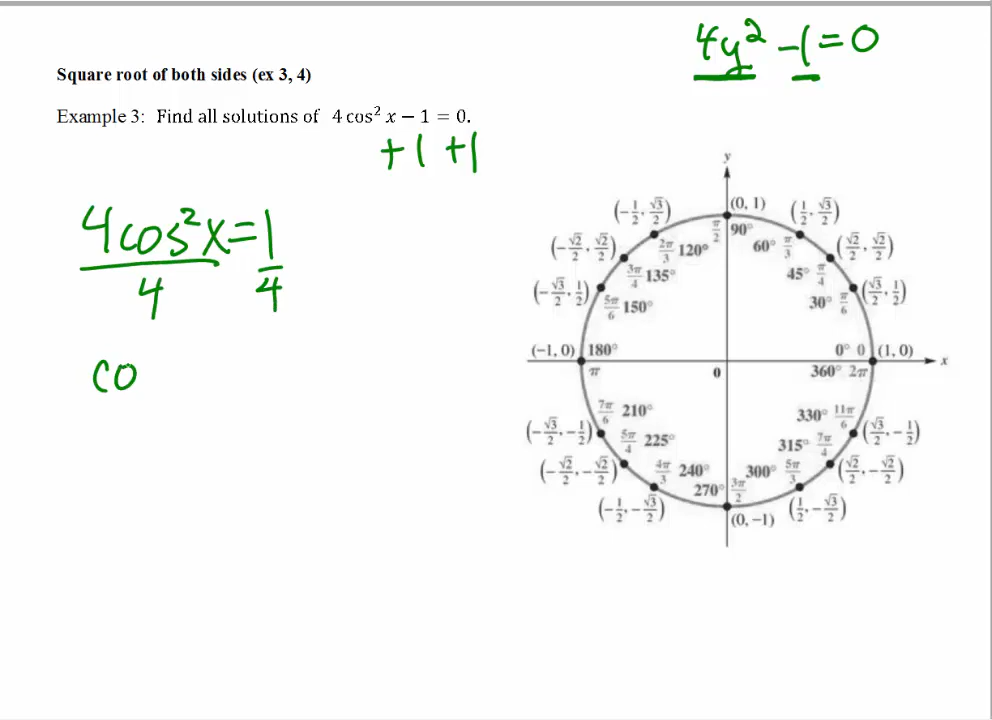 4y² -1=0
Square root of both sides (ex 3, 4)
Example 3: Find all solutions of 4 cos² x − 1 = 0.
+1 +1
4cos²x=1
4 4
co
y
(-1/2, √3/2) (0, 1) (1/2, √3/2)
π/2 90°
(-√2/2, √2/2) 2π/3 120° 60° π/3 (√2/2, √2/2)
3π/4 135° 45° π/4
(-√3/2, 1/2) 5π/6 150° 30° π/6 (√3/2, 1/2)
(-1, 0) 180° 0° 0 (1, 0)
π 0 360° 2π x
7π/6 210° 330° 11π/6
(-√3/2, -1/2) 5π/4 225° 315° 7π/4 (√3/2, -1/2)
(-√2/2, -√2/2) 4π/3 240° 300° 5π/3 (√2/2, -√2/2)
270° 3π/2
(-1/2, -√3/2) (0, -1) (1/2, -√3/2)